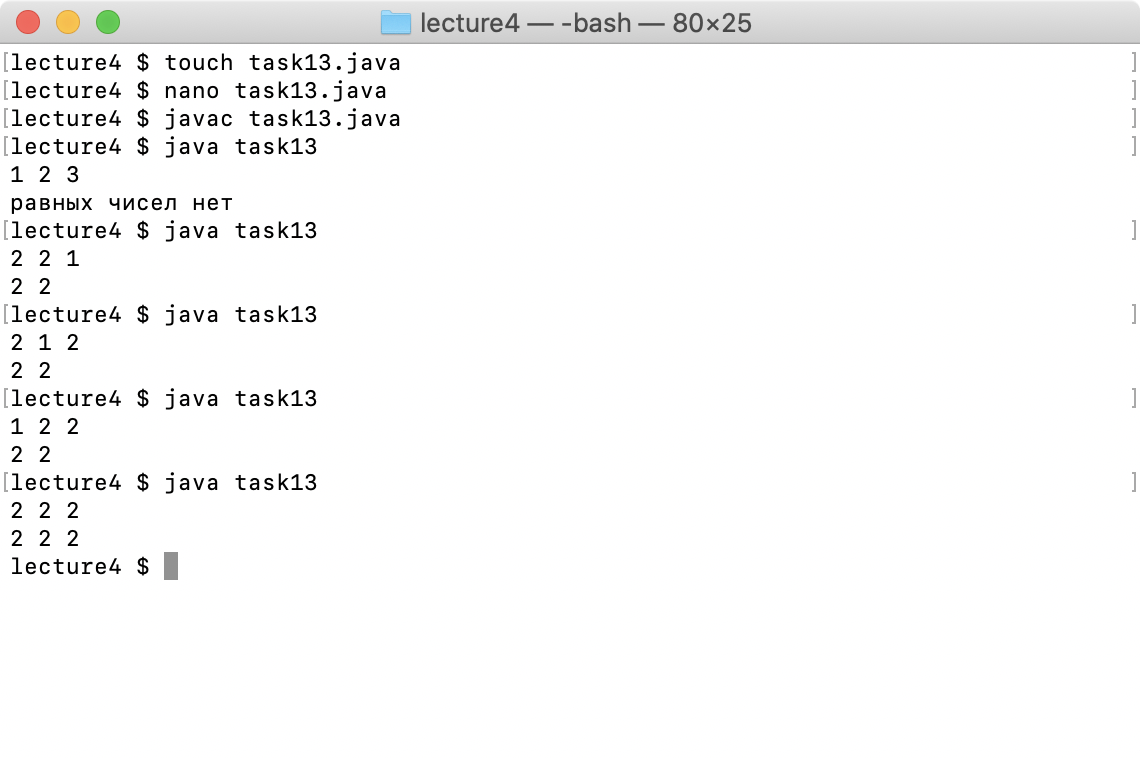 lecture4 — -bash — 80×25
[lecture4 $ touch task13.java ]
[lecture4 $ nano task13.java ]
[lecture4 $ javac task13.java ]
[lecture4 $ java task13 ]
1 2 3
равных чисел нет
[lecture4 $ java task13 ]
2 2 1
2 2
[lecture4 $ java task13 ]
2 1 2
2 2
[lecture4 $ java task13 ]
1 2 2
2 2
[lecture4 $ java task13 ]
2 2 2
2 2 2
lecture4 $